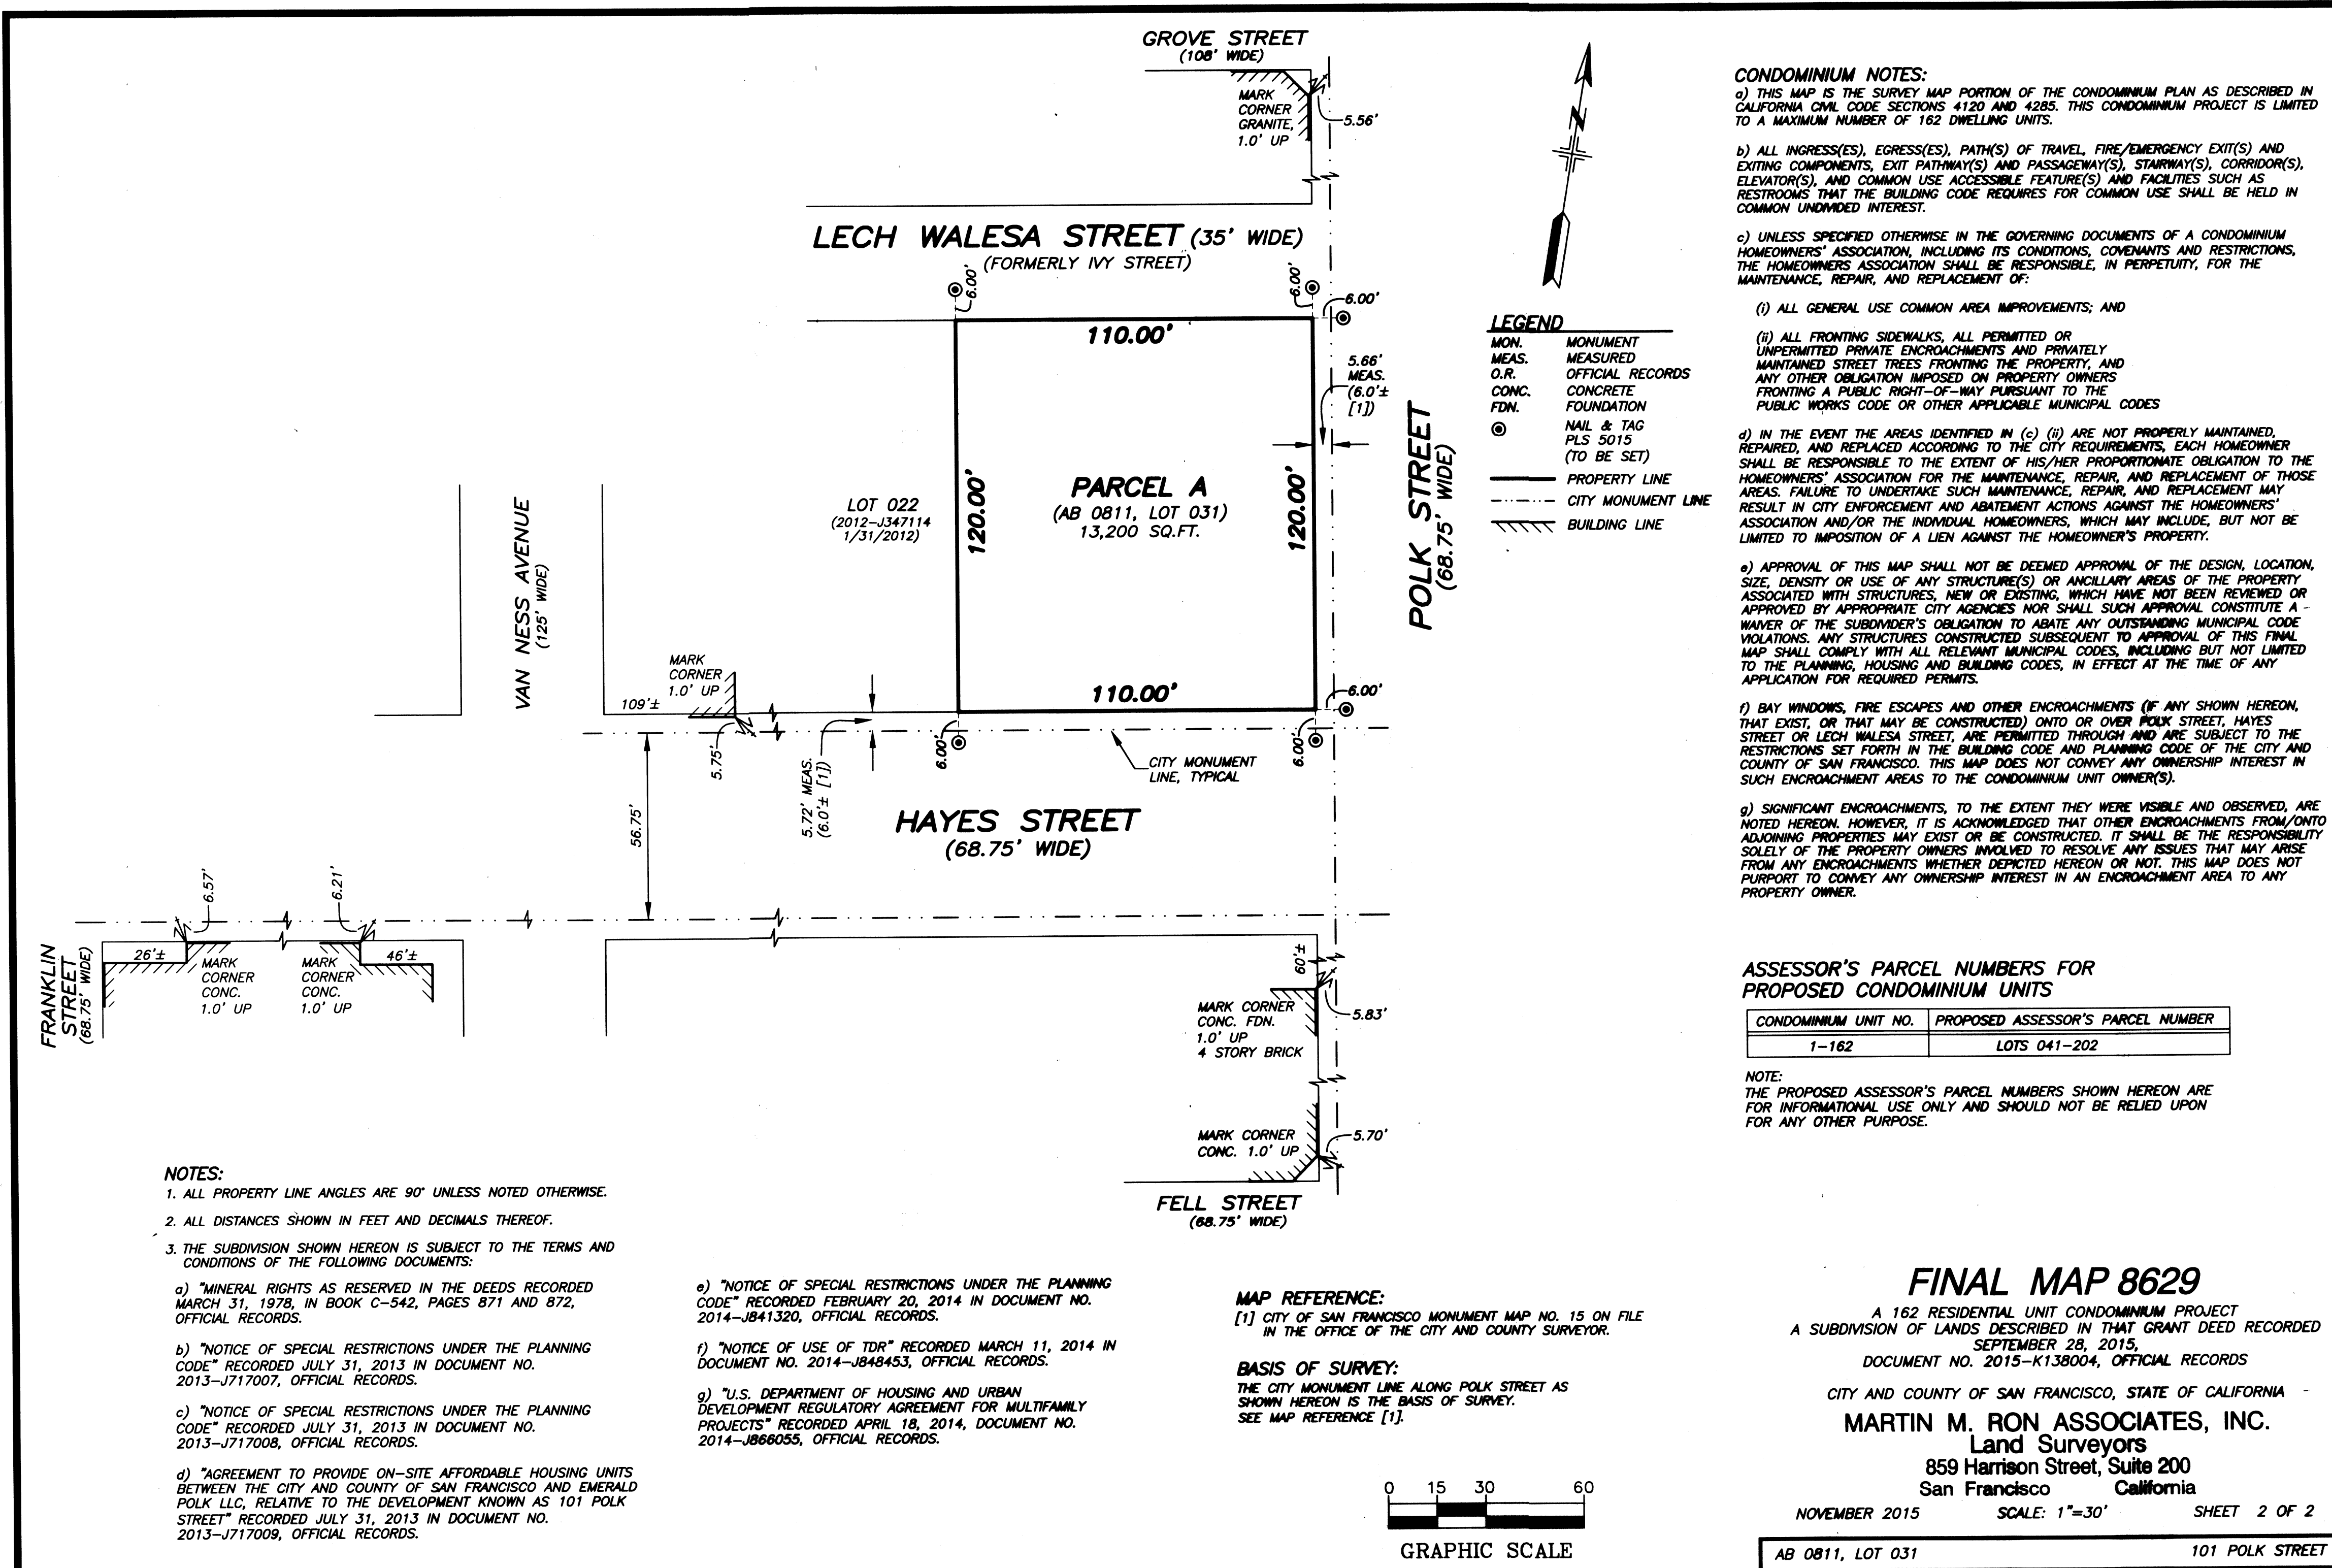 GROVE STREET
(108' WIDE)
MARK
CORNER
GRANITE,
1.0' UP
5.56'
LECH WALESA STREET (35' WIDE)
(FORMERLY IVY STREET)
6.00'
6.00'
6.00'
110.00'
5.66'
MEAS.
(6.0'±
[1])
120.00'
120.00'
PARCEL A
(AB 0811, LOT 031)
13,200 SQ.FT.
LOT 022
(2012-J347114
1/31/2012)
POLK STREET
(68.75' WIDE)
VAN NESS AVENUE
(125' WIDE)
MARK
CORNER
1.0' UP
109'±
110.00'
6.00'
6.00'
6.00'
5.75'
5.72' MEAS.
(6.0'± [1])
CITY MONUMENT
LINE, TYPICAL
56.75'
HAYES STREET
(68.75' WIDE)
6.57'
6.21'
FRANKLIN
STREET
(68.75' WIDE)
26'±
MARK
CORNER
CONC.
1.0' UP
MARK
CORNER
CONC.
1.0' UP
46'±
60'±
MARK CORNER
CONC. FDN.
1.0' UP
4 STORY BRICK
5.83'
MARK CORNER
CONC. 1.0' UP
5.70'
FELL STREET
(68.75' WIDE)
N
LEGEND
MON. MONUMENT
MEAS. MEASURED
O.R. OFFICIAL RECORDS
CONC. CONCRETE
FDN. FOUNDATION
NAIL & TAG
PLS 5015
(TO BE SET)
PROPERTY LINE
CITY MONUMENT LINE
BUILDING LINE
CONDOMINIUM NOTES:
a) THIS MAP IS THE SURVEY MAP PORTION OF THE CONDOMINIUM PLAN AS DESCRIBED IN
CALIFORNIA CIVIL CODE SECTIONS 4120 AND 4285. THIS CONDOMINIUM PROJECT IS LIMITED
TO A MAXIMUM NUMBER OF 162 DWELLING UNITS.
b) ALL INGRESS(ES), EGRESS(ES), PATH(S) OF TRAVEL, FIRE/EMERGENCY EXIT(S) AND
EXITING COMPONENTS, EXIT PATHWAY(S) AND PASSAGEWAY(S), STAIRWAY(S), CORRIDOR(S),
ELEVATOR(S), AND COMMON USE ACCESSIBLE FEATURE(S) AND FACILITIES SUCH AS
RESTROOMS THAT THE BUILDING CODE REQUIRES FOR COMMON USE SHALL BE HELD IN
COMMON UNDIVIDED INTEREST.
c) UNLESS SPECIFIED OTHERWISE IN THE GOVERNING DOCUMENTS OF A CONDOMINIUM
HOMEOWNERS' ASSOCIATION, INCLUDING ITS CONDITIONS, COVENANTS AND RESTRICTIONS,
THE HOMEOWNERS ASSOCIATION SHALL BE RESPONSIBLE, IN PERPETUITY, FOR THE
MAINTENANCE, REPAIR, AND REPLACEMENT OF:
(i) ALL GENERAL USE COMMON AREA IMPROVEMENTS; AND
(ii) ALL FRONTING SIDEWALKS, ALL PERMITTED OR
UNPERMITTED PRIVATE ENCROACHMENTS AND PRIVATELY
MAINTAINED STREET TREES FRONTING THE PROPERTY, AND
ANY OTHER OBLIGATION IMPOSED ON PROPERTY OWNERS
FRONTING A PUBLIC RIGHT-OF-WAY PURSUANT TO THE
PUBLIC WORKS CODE OR OTHER APPLICABLE MUNICIPAL CODES
d) IN THE EVENT THE AREAS IDENTIFIED IN (c) (ii) ARE NOT PROPERLY MAINTAINED,
REPAIRED, AND REPLACED ACCORDING TO THE CITY REQUIREMENTS, EACH HOMEOWNER
SHALL BE RESPONSIBLE TO THE EXTENT OF HIS/HER PROPORTIONATE OBLIGATION TO THE
HOMEOWNERS' ASSOCIATION FOR THE MAINTENANCE, REPAIR, AND REPLACEMENT OF THOSE
AREAS. FAILURE TO UNDERTAKE SUCH MAINTENANCE, REPAIR, AND REPLACEMENT MAY
RESULT IN CITY ENFORCEMENT AND ABATEMENT ACTIONS AGAINST THE HOMEOWNERS'
ASSOCIATION AND/OR THE INDIVIDUAL HOMEOWNERS, WHICH MAY INCLUDE, BUT NOT BE
LIMITED TO IMPOSITION OF A LIEN AGAINST THE HOMEOWNER'S PROPERTY.
e) APPROVAL OF THIS MAP SHALL NOT BE DEEMED APPROVAL OF THE DESIGN, LOCATION,
SIZE, DENSITY OR USE OF ANY STRUCTURE(S) OR ANCILLARY AREAS OF THE PROPERTY
ASSOCIATED WITH STRUCTURES, NEW OR EXISTING, WHICH HAVE NOT BEEN REVIEWED OR
APPROVED BY APPROPRIATE CITY AGENCIES NOR SHALL SUCH APPROVAL CONSTITUTE A
WAIVER OF THE SUBDIVIDER'S OBLIGATION TO ABATE ANY OUTSTANDING MUNICIPAL CODE
VIOLATIONS. ANY STRUCTURES CONSTRUCTED SUBSEQUENT TO APPROVAL OF THIS FINAL
MAP SHALL COMPLY WITH ALL RELEVANT MUNICIPAL CODES, INCLUDING BUT NOT LIMITED
TO THE PLANNING, HOUSING AND BUILDING CODES, IN EFFECT AT THE TIME OF ANY
APPLICATION FOR REQUIRED PERMITS.
f) BAY WINDOWS, FIRE ESCAPES AND OTHER ENCROACHMENTS (IF ANY SHOWN HEREON,
THAT EXIST, OR THAT MAY BE CONSTRUCTED) ONTO OR OVER POLK STREET, HAYES
STREET OR LECH WALESA STREET, ARE PERMITTED THROUGH AND ARE SUBJECT TO THE
RESTRICTIONS SET FORTH IN THE BUILDING CODE AND PLANNING CODE OF THE CITY AND
COUNTY OF SAN FRANCISCO. THIS MAP DOES NOT CONVEY ANY OWNERSHIP INTEREST IN
SUCH ENCROACHMENT AREAS TO THE CONDOMINIUM UNIT OWNER(S).
g) SIGNIFICANT ENCROACHMENTS, TO THE EXTENT THEY WERE VISIBLE AND OBSERVED, ARE
NOTED HEREON. HOWEVER, IT IS ACKNOWLEDGED THAT OTHER ENCROACHMENTS FROM/ONTO
ADJOINING PROPERTIES MAY EXIST OR BE CONSTRUCTED. IT SHALL BE THE RESPONSIBILITY
SOLELY OF THE PROPERTY OWNERS INVOLVED TO RESOLVE ANY ISSUES THAT MAY ARISE
FROM ANY ENCROACHMENTS WHETHER DEPICTED HEREON OR NOT. THIS MAP DOES NOT
PURPORT TO CONVEY ANY OWNERSHIP INTEREST IN AN ENCROACHMENT AREA TO ANY
PROPERTY OWNER.
ASSESSOR'S PARCEL NUMBERS FOR
PROPOSED CONDOMINIUM UNITS
CONDOMINIUM UNIT NO. PROPOSED ASSESSOR'S PARCEL NUMBER
1-162 LOTS 041-202
NOTE:
THE PROPOSED ASSESSOR'S PARCEL NUMBERS SHOWN HEREON ARE
FOR INFORMATIONAL USE ONLY AND SHOULD NOT BE RELIED UPON
FOR ANY OTHER PURPOSE.
NOTES:
1. ALL PROPERTY LINE ANGLES ARE 90° UNLESS NOTED OTHERWISE.
2. ALL DISTANCES SHOWN IN FEET AND DECIMALS THEREOF.
3. THE SUBDIVISION SHOWN HEREON IS SUBJECT TO THE TERMS AND
CONDITIONS OF THE FOLLOWING DOCUMENTS:
a) "MINERAL RIGHTS AS RESERVED IN THE DEEDS RECORDED
MARCH 31, 1978, IN BOOK C-542, PAGES 871 AND 872,
OFFICIAL RECORDS.
b) "NOTICE OF SPECIAL RESTRICTIONS UNDER THE PLANNING
CODE" RECORDED JULY 31, 2013 IN DOCUMENT NO.
2013-J717007, OFFICIAL RECORDS.
c) "NOTICE OF SPECIAL RESTRICTIONS UNDER THE PLANNING
CODE" RECORDED JULY 31, 2013 IN DOCUMENT NO.
2013-J717008, OFFICIAL RECORDS.
d) "AGREEMENT TO PROVIDE ON-SITE AFFORDABLE HOUSING UNITS
BETWEEN THE CITY AND COUNTY OF SAN FRANCISCO AND EMERALD
POLK LLC, RELATIVE TO THE DEVELOPMENT KNOWN AS 101 POLK
STREET" RECORDED JULY 31, 2013 IN DOCUMENT NO.
2013-J717009, OFFICIAL RECORDS.
e) "NOTICE OF SPECIAL RESTRICTIONS UNDER THE PLANNING
CODE" RECORDED FEBRUARY 20, 2014 IN DOCUMENT NO.
2014-J841320, OFFICIAL RECORDS.
f) "NOTICE OF USE OF TDR" RECORDED MARCH 11, 2014 IN
DOCUMENT NO. 2014-J848453, OFFICIAL RECORDS.
g) "U.S. DEPARTMENT OF HOUSING AND URBAN
DEVELOPMENT REGULATORY AGREEMENT FOR MULTIFAMILY
PROJECTS" RECORDED APRIL 18, 2014, DOCUMENT NO.
2014-J866055, OFFICIAL RECORDS.
MAP REFERENCE:
[1] CITY OF SAN FRANCISCO MONUMENT MAP NO. 15 ON FILE
IN THE OFFICE OF THE CITY AND COUNTY SURVEYOR.
BASIS OF SURVEY:
THE CITY MONUMENT LINE ALONG POLK STREET AS
SHOWN HEREON IS THE BASIS OF SURVEY.
SEE MAP REFERENCE [1].
0 15 30 60
GRAPHIC SCALE
FINAL MAP 8629
A 162 RESIDENTIAL UNIT CONDOMINIUM PROJECT
A SUBDIVISION OF LANDS DESCRIBED IN THAT GRANT DEED RECORDED
SEPTEMBER 28, 2015,
DOCUMENT NO. 2015-K138004, OFFICIAL RECORDS
CITY AND COUNTY OF SAN FRANCISCO, STATE OF CALIFORNIA
MARTIN M. RON ASSOCIATES, INC.
Land Surveyors
859 Harrison Street, Suite 200
San Francisco California
NOVEMBER 2015 SCALE: 1"=30' SHEET 2 OF 2
AB 0811, LOT 031 101 POLK STREET